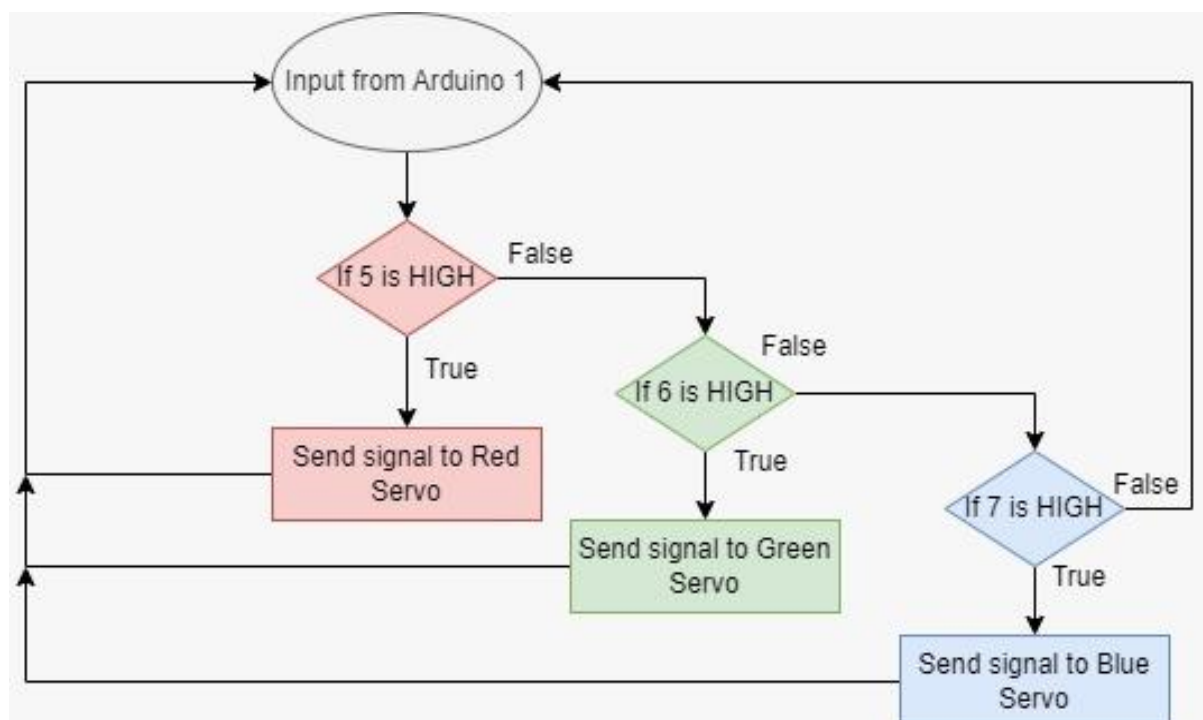 Input from Arduino 1
If 5 is HIGH
False
True
Send signal to Red
Servo
If 6 is HIGH
False
True
Send signal to Green
Servo
If 7 is HIGH
False
True
Send signal to Blue
Servo